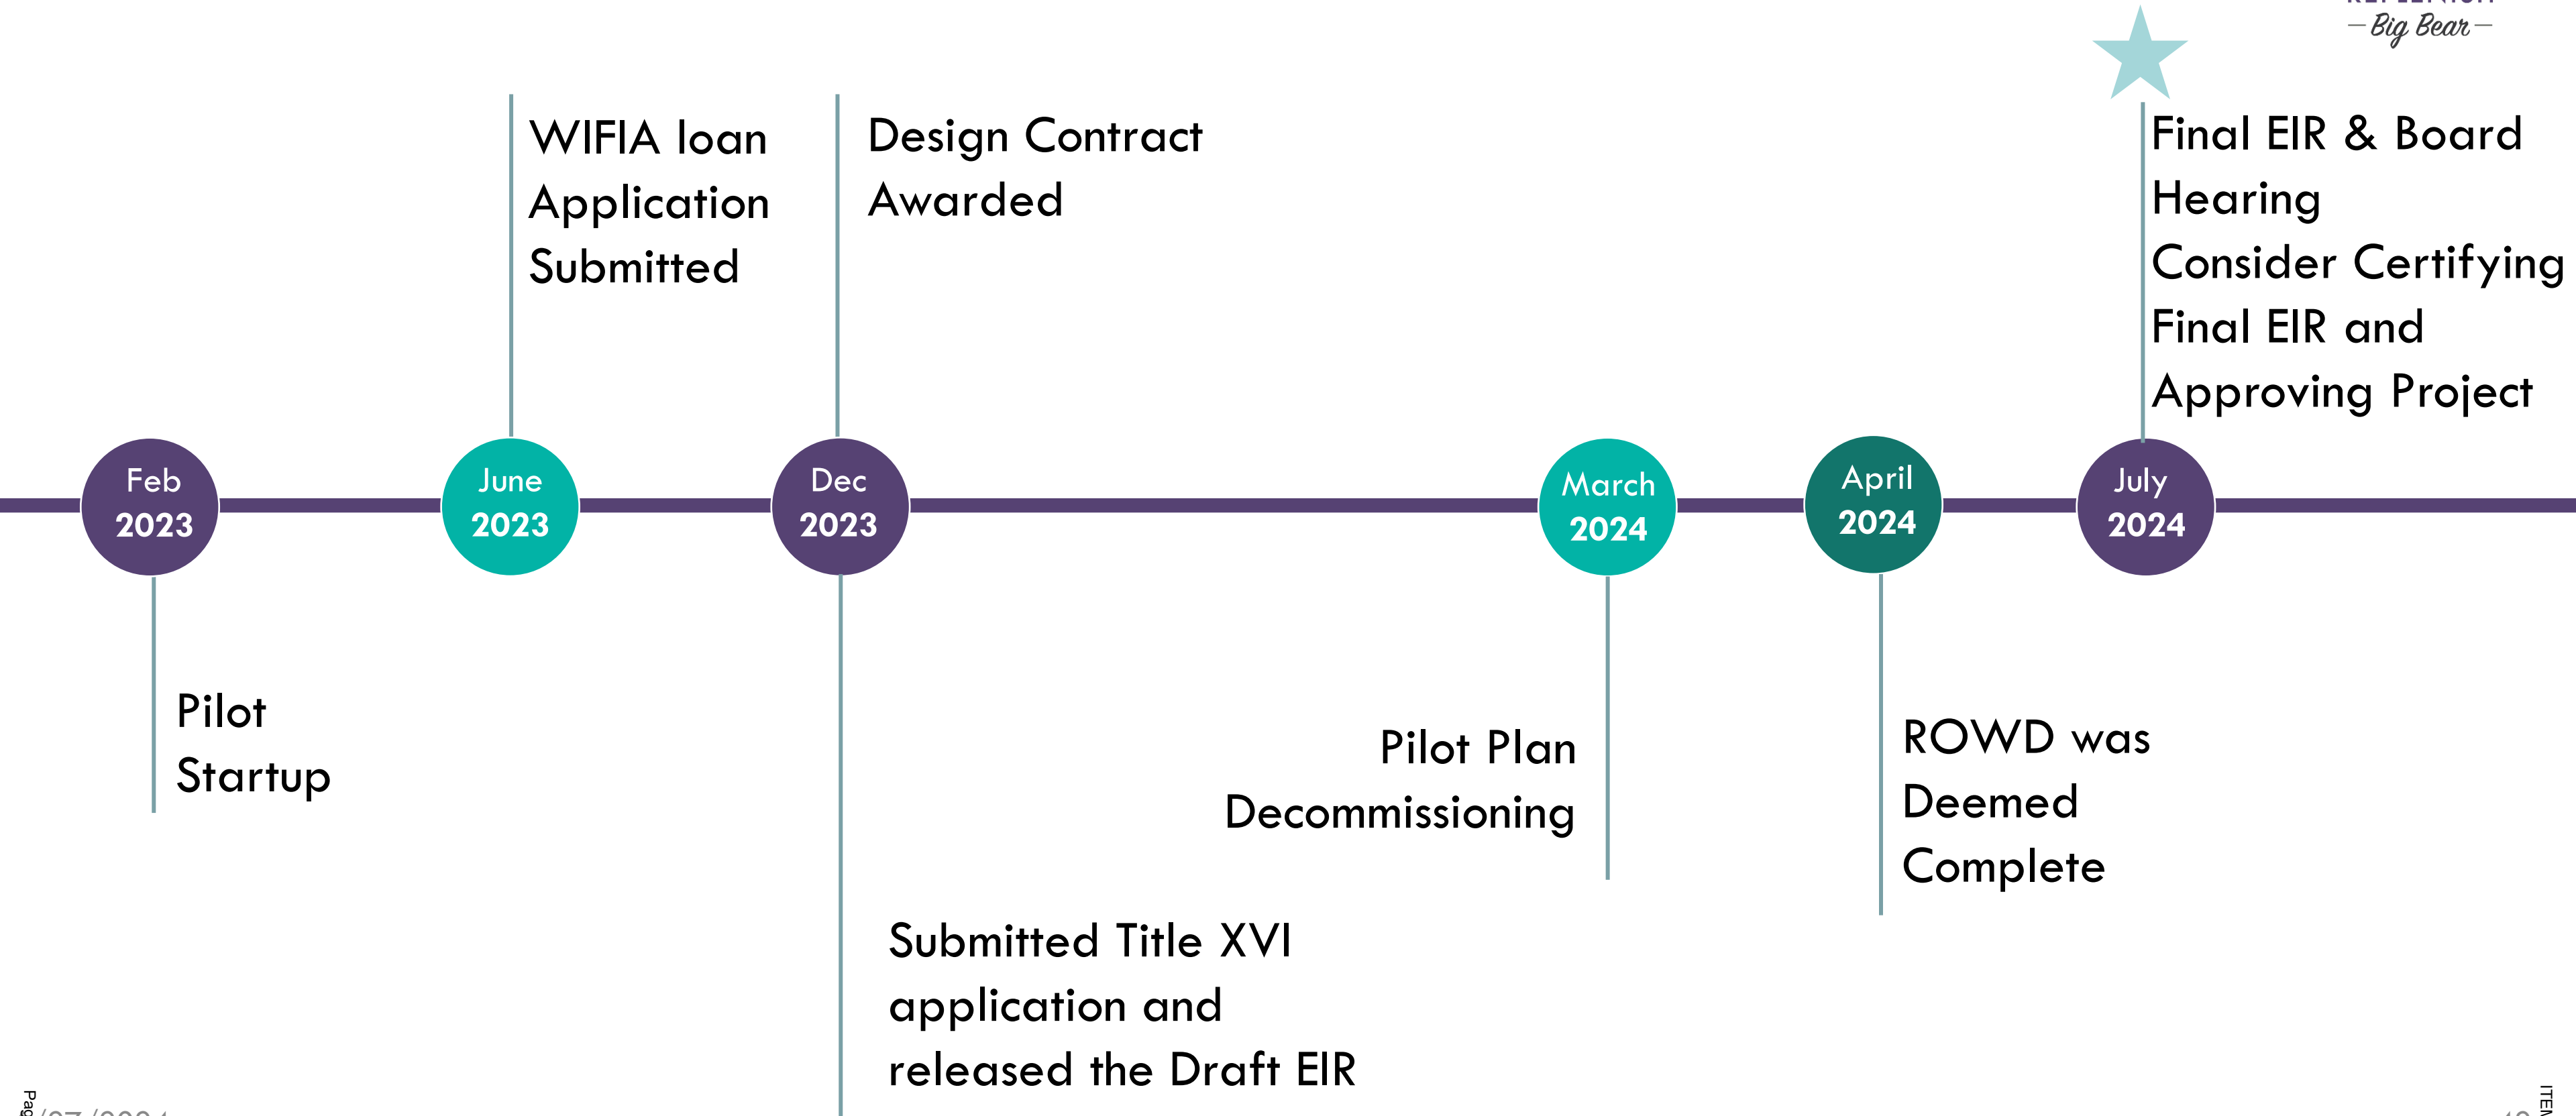 Big Bear
WIFIA loan
Application
Submitted
Design Contract
Awarded
Final EIR & Board
Hearing
Consider Certifying
Final EIR and
Approving Project
Feb
2023
June
2023
Dec
2023
March
2024
April
2024
July
2024
Pilot
Startup
Pilot Plan
Decommissioning
ROWD was
Deemed
Complete
Submitted Title XVI
application and
released the Draft EIR